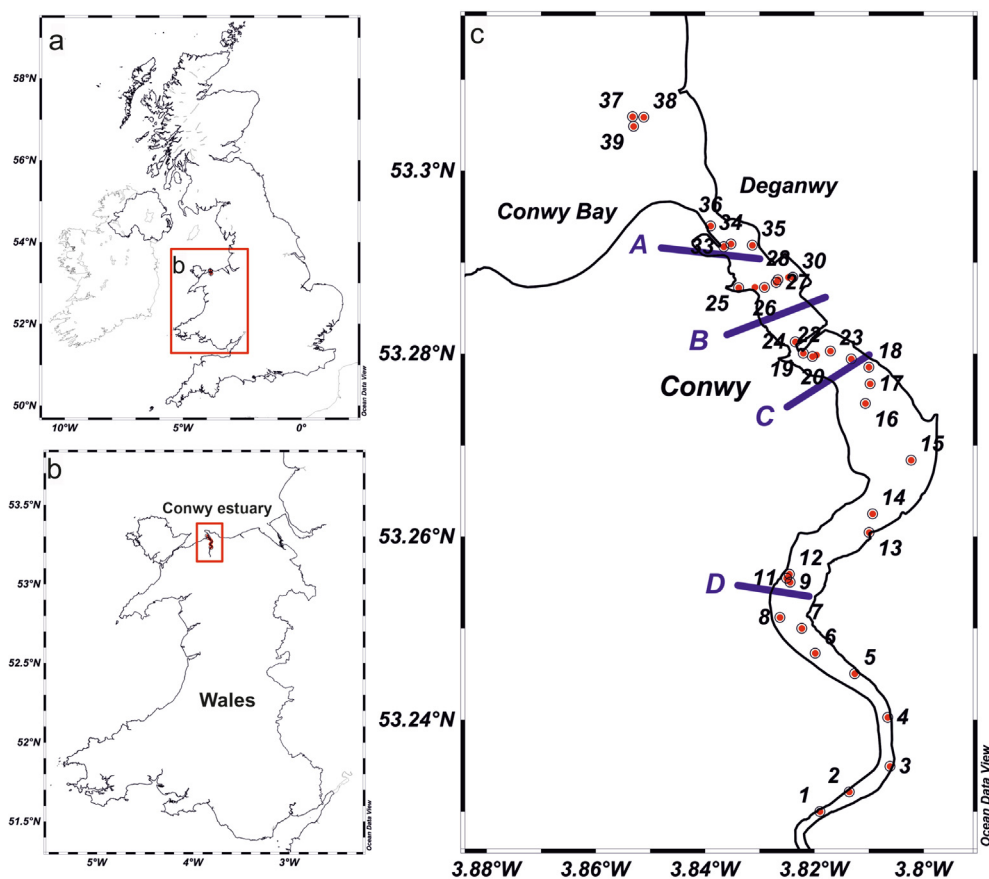 a
58°N
56°N
54°N
52°N
50°N
b
10°W
5°W
0°
Ocean Data View
b
Conwy estuary
53.5°N
53°N
52.5°N
52°N
51.5°N
Wales
5°W
4°W
3°W
Ocean Data View
c
37
38
39
53.3°N
Deganwy
Conwy Bay
36
34
35
33
A
28
30
25
27
26
B
53.28°N
24
22
23
18
19
20
Conwy
17
C
16
15
14
53.26°N
13
12
11
9
D
8
7
6
5
4
53.24°N
3
2
1
3.88°W
3.86°W
3.84°W
3.82°W
3.8°W
Ocean Data View